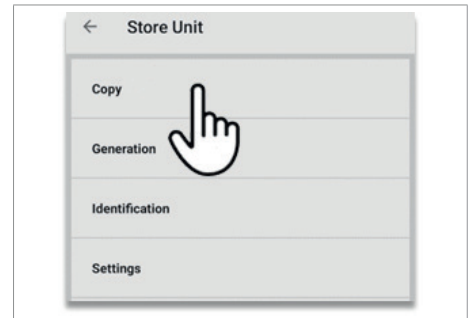 Store Unit
Copy
Generation
Identification
Settings